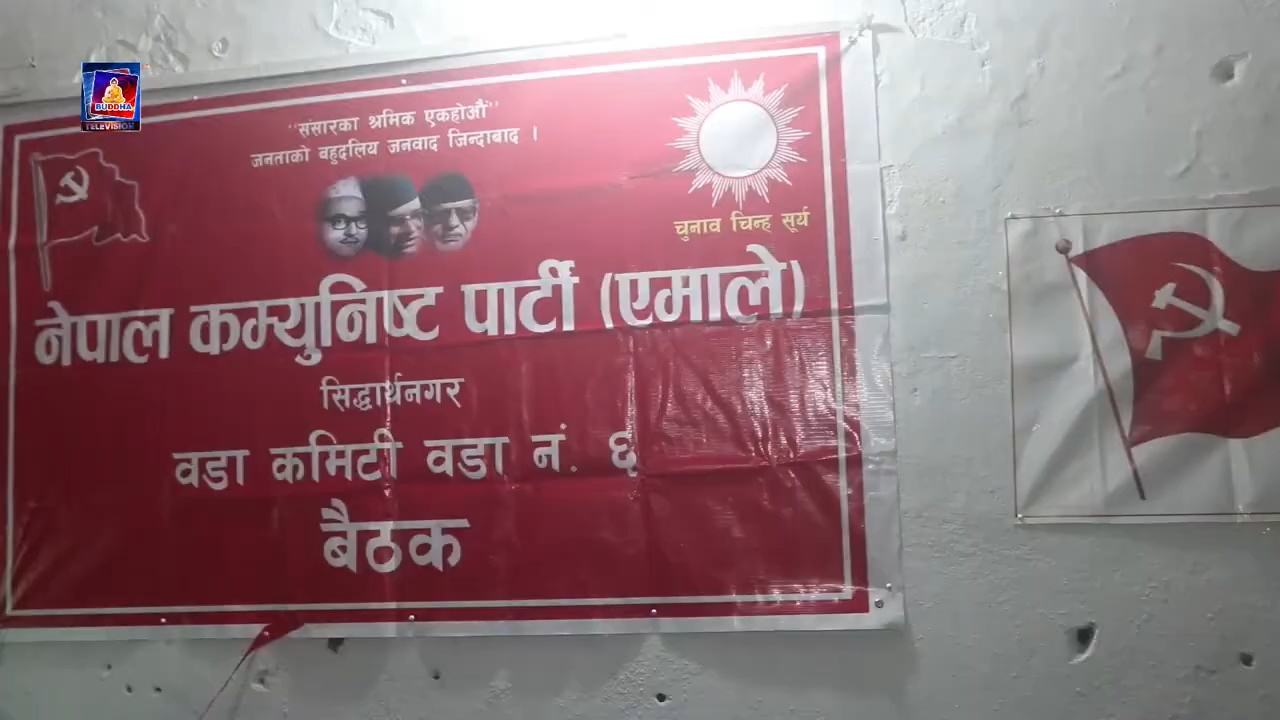 BUDDHA
TELEVISION
"संसारका श्रमिक एकहोऔं"
जनताको बहुदलिय जनवाद जिन्दाबाद ।
चुनाव चिन्ह सूर्य
नेपाल कम्युनिष्ट पार्टी (एमाले)
सिद्धार्थनगर
वडा कमिटी वडा नं. ६
बैठक